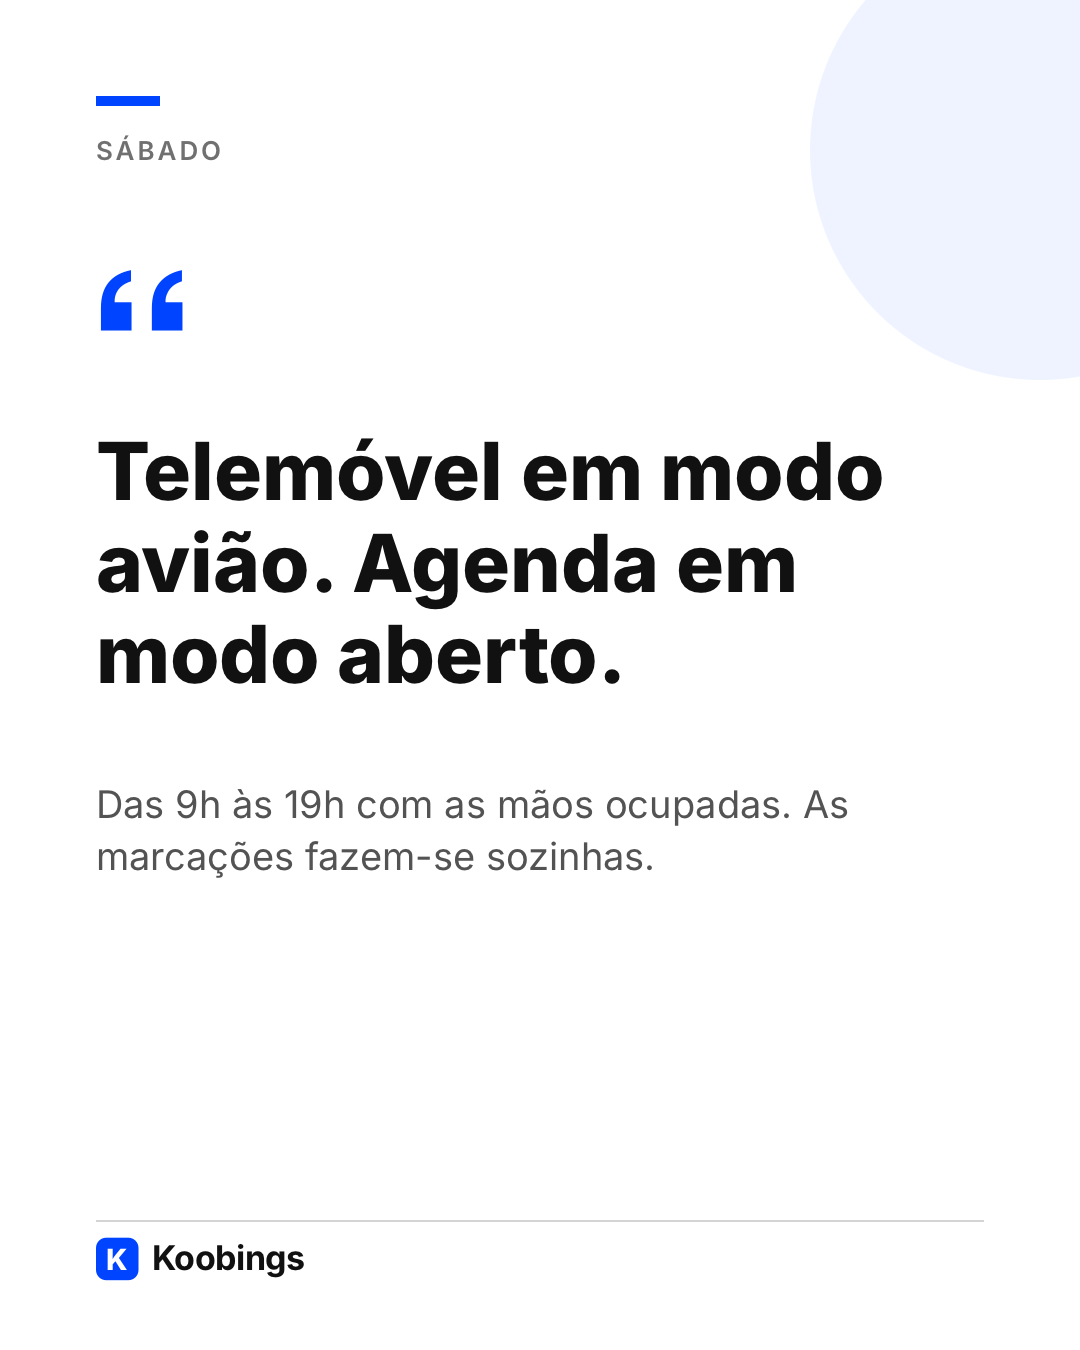 SÁBADO
“
Telemóvel em modo
avião. Agenda em
modo aberto.
Das 9h às 19h com as mãos ocupadas. As
marcações fazem-se sozinhas.
K Koobings